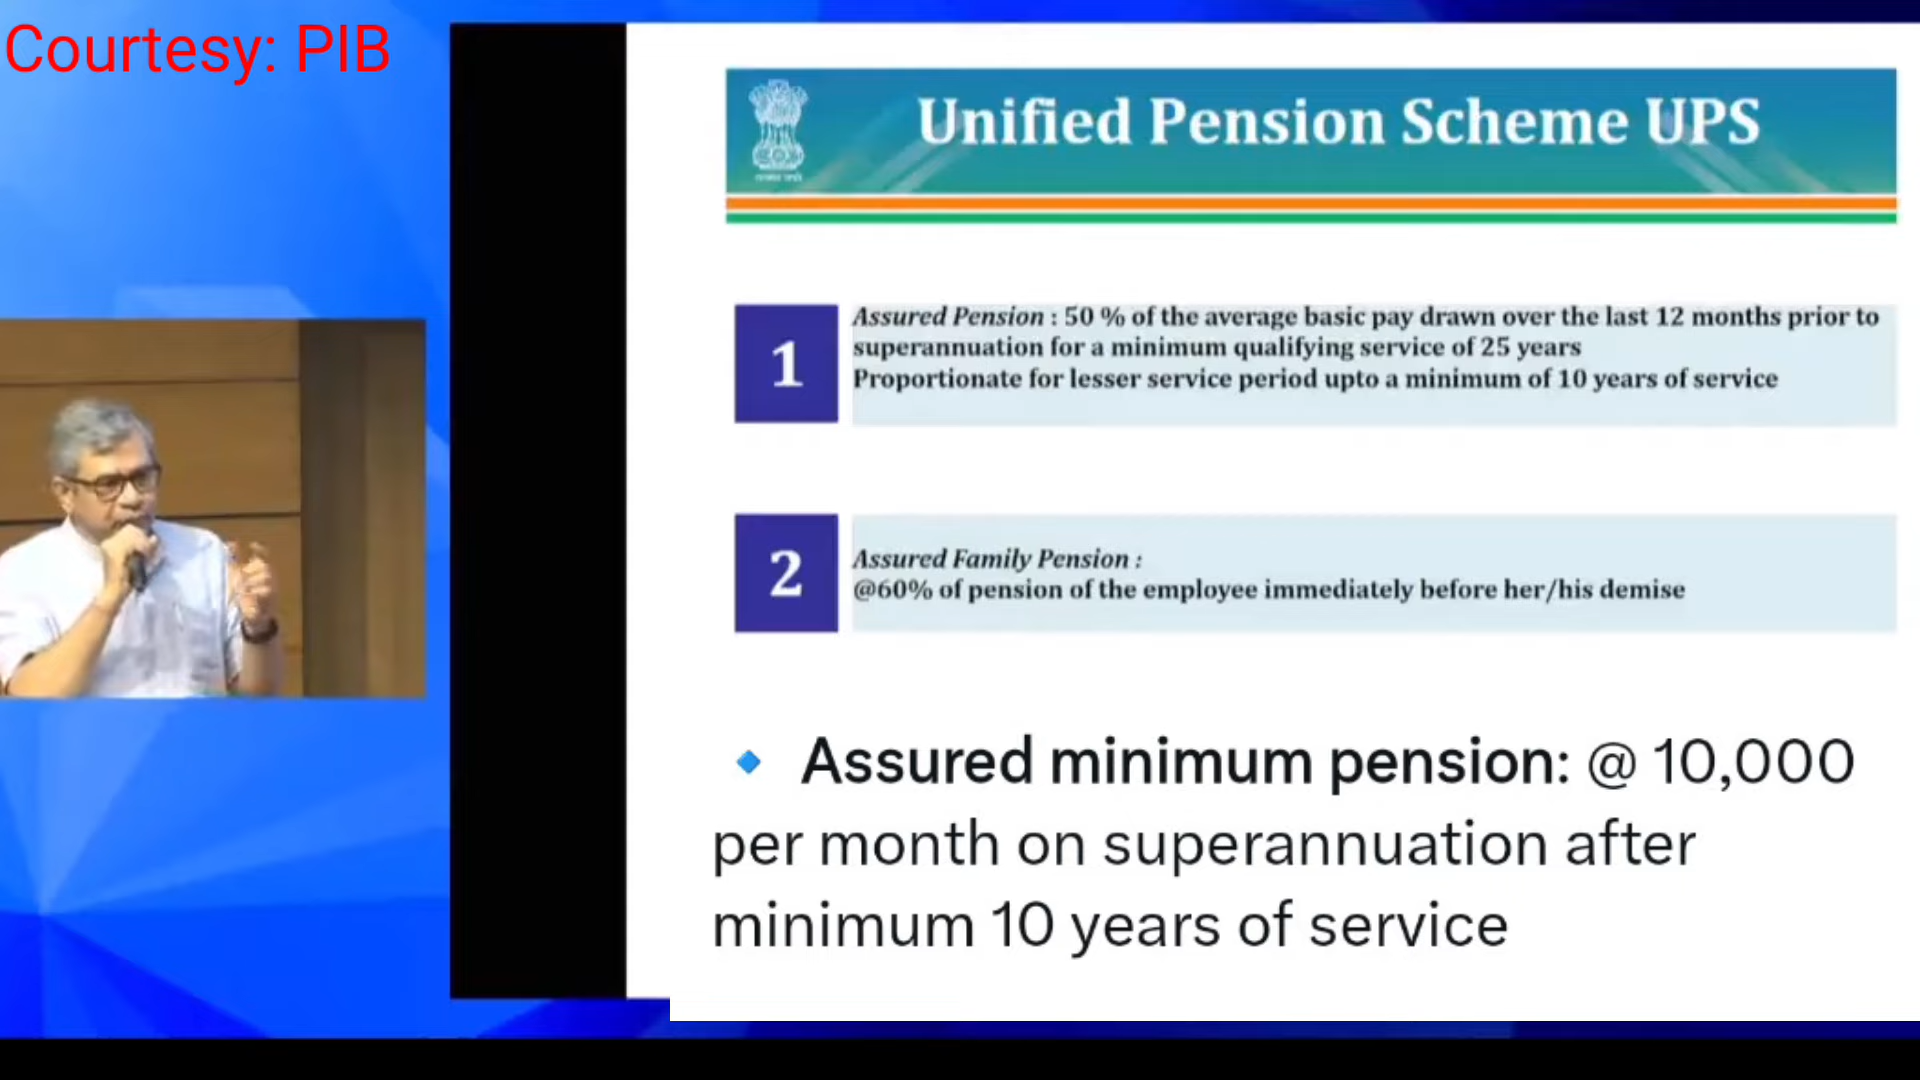 Courtesy: PIB
Unified Pension Scheme UPS
1
Assured Pension : 50 % of the average basic pay drawn over the last 12 months prior to
superannuation for a minimum qualifying service of 25 years
Proportionate for lesser service period upto a minimum of 10 years of service
2
Assured Family Pension :
@60% of pension of the employee immediately before her/his demise
Assured minimum pension: @ 10,000
per month on superannuation after
minimum 10 years of service